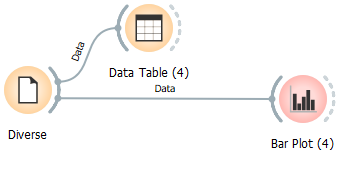 Data
Data Table (4)
Data
Diverse
Bar Plot (4)